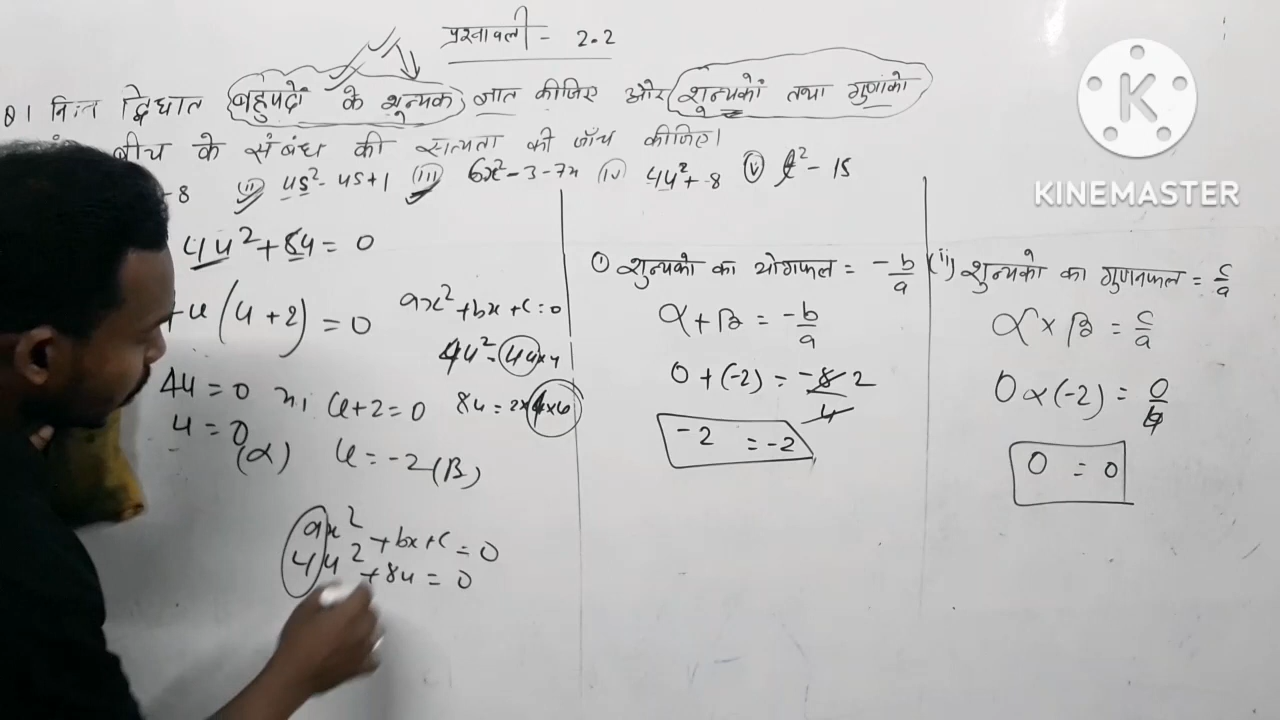 प्रश्नावली - 2.2
Q1 निम्न द्विघात बहुपदों के शून्यक ज्ञात कीजिए और शून्यकों तथा गुणांको
बीच के संबंध की सत्यता की जाँच कीजिए।
-8 (ii) 4s² - 4s + 1 (iii) 6x² - 3 - 7x (iv) 4u² + 8 (v) t² - 15
4u² + 8u = 0
4u (u + 2) = 0
4u = 0 या u + 2 = 0
u = 0 (α) u = -2 (β)
ax² + bx + c = 0
4u² = 4u × u
8u = 2 × 4 × u
ax² + bx + c = 0
4u² + 8u = 0
(i) शुन्यको का योगफल = -b/a
α + β = -b/a
0 + (-2) = -8/4 2
-2 = -2
(ii) शुन्यको का गुणनफल = c/a
α × β = c/a
0 × (-2) = 0/4
0 = 0
K
KINEMASTER